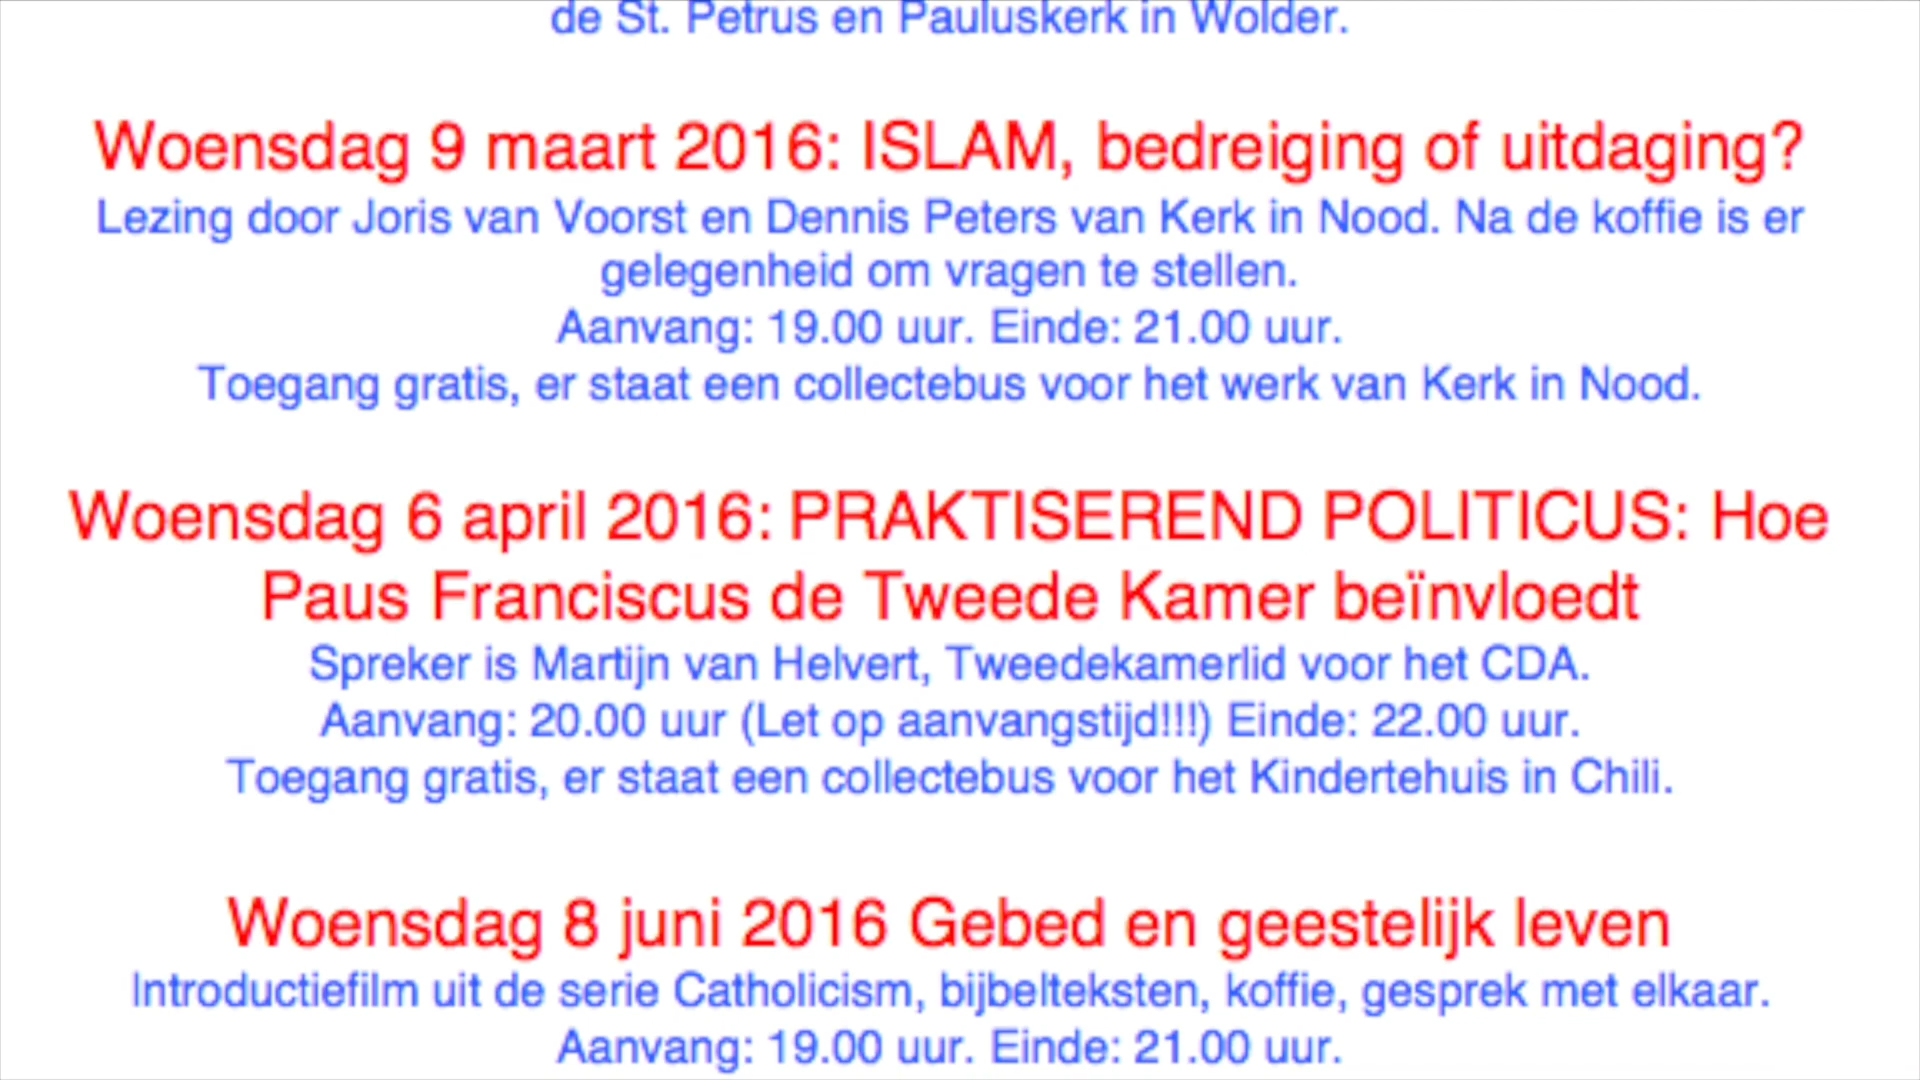 de St. Petrus en Pauluskerk in Wolder.
Woensdag 9 maart 2016: ISLAM, bedreiging of uitdaging?
Lezing door Joris van Voorst en Dennis Peters van Kerk in Nood. Na de koffie is er
gelegenheid om vragen te stellen.
Aanvang: 19.00 uur. Einde: 21.00 uur.
Toegang gratis, er staat een collectebus voor het werk van Kerk in Nood.
Woensdag 6 april 2016: PRAKTISEREND POLITICUS: Hoe
Paus Franciscus de Tweede Kamer beïnvloedt
Spreker is Martijn van Helvert, Tweedekamerlid voor het CDA.
Aanvang: 20.00 uur (Let op aanvangstijd!!!) Einde: 22.00 uur.
Toegang gratis, er staat een collectebus voor het Kindertehuis in Chili.
Woensdag 8 juni 2016 Gebed en geestelijk leven
Introductiefilm uit de serie Catholicism, bijbelteksten, koffie, gesprek met elkaar.
Aanvang: 19.00 uur. Einde: 21.00 uur.